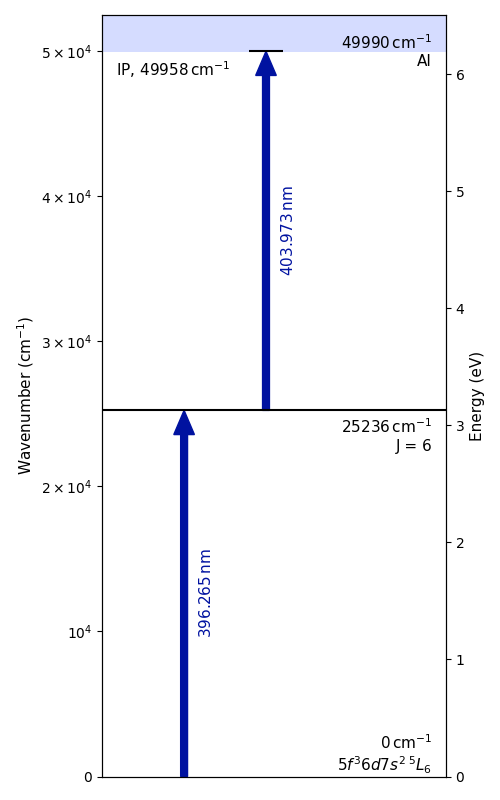 5 × 10⁴
4 × 10⁴
3 × 10⁴
2 × 10⁴
10⁴
0
Wavenumber (cm⁻¹)
IP, 49958 cm⁻¹
49990 cm⁻¹
AI
403.973 nm
25236 cm⁻¹
J = 6
396.265 nm
0 cm⁻¹
5f³6d7s² ⁵L₆
6
5
4
3
2
1
0
Energy (eV)